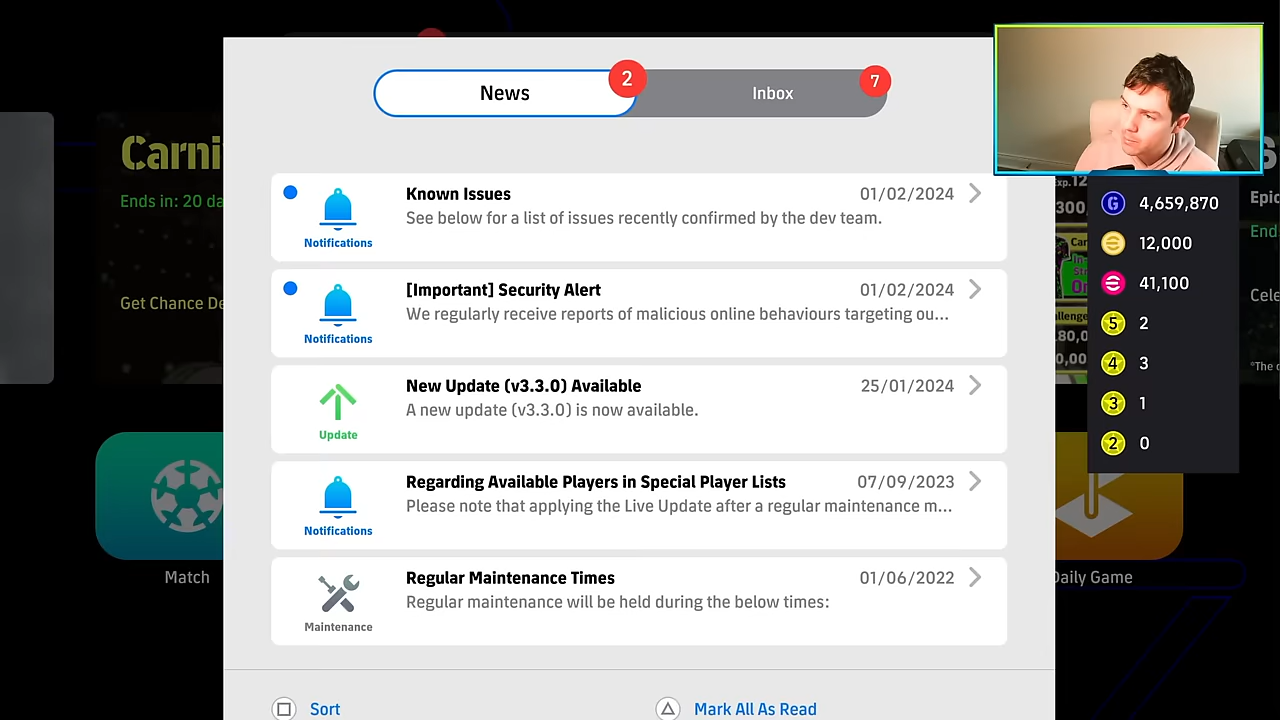 News
2
Inbox
7
Known Issues
01/02/2024
See below for a list of issues recently confirmed by the dev team.
Notifications
[Important] Security Alert
01/02/2024
We regularly receive reports of malicious online behaviours targeting ou...
Notifications
New Update (v3.3.0) Available
25/01/2024
A new update (v3.3.0) is now available.
Update
Regarding Available Players in Special Player Lists
07/09/2023
Please note that applying the Live Update after a regular maintenance m...
Notifications
Regular Maintenance Times
01/06/2022
Regular maintenance will be held during the below times:
Maintenance
Sort
Mark All As Read
Carni
Ends in: 20 da
Get Chance De
Match
G 4,659,870
12,000
41,100
5 2
4 3
3 1
2 0
Epic
End
Cele
*The
Daily Game